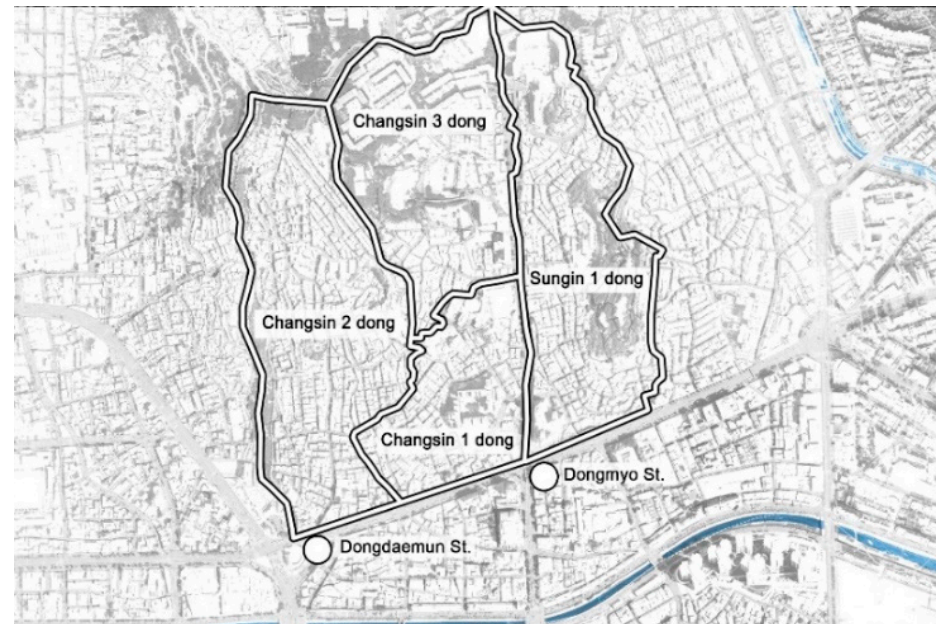 Changsin 3 dong
Sungin 1 dong
Changsin 2 dong
Changsin 1 dong
Dongmyo St.
Dongdaemun St.